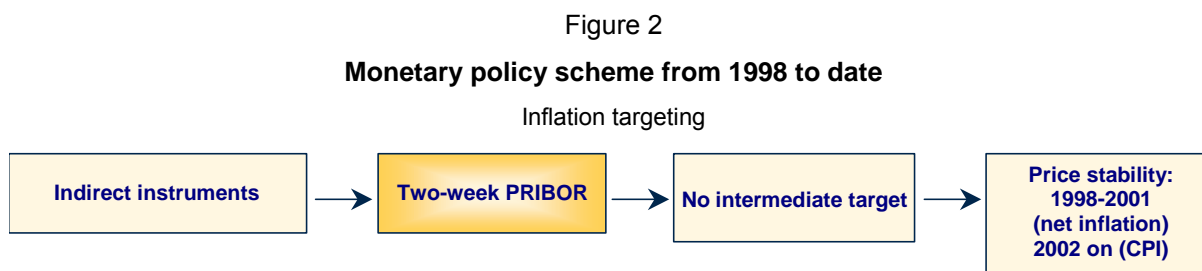 Figure 2
Monetary policy scheme from 1998 to date
Inflation targeting
Indirect instruments
Two-week PRIBOR
No intermediate target
Price stability:
1998-2001
(net inflation)
2002 on (CPI)